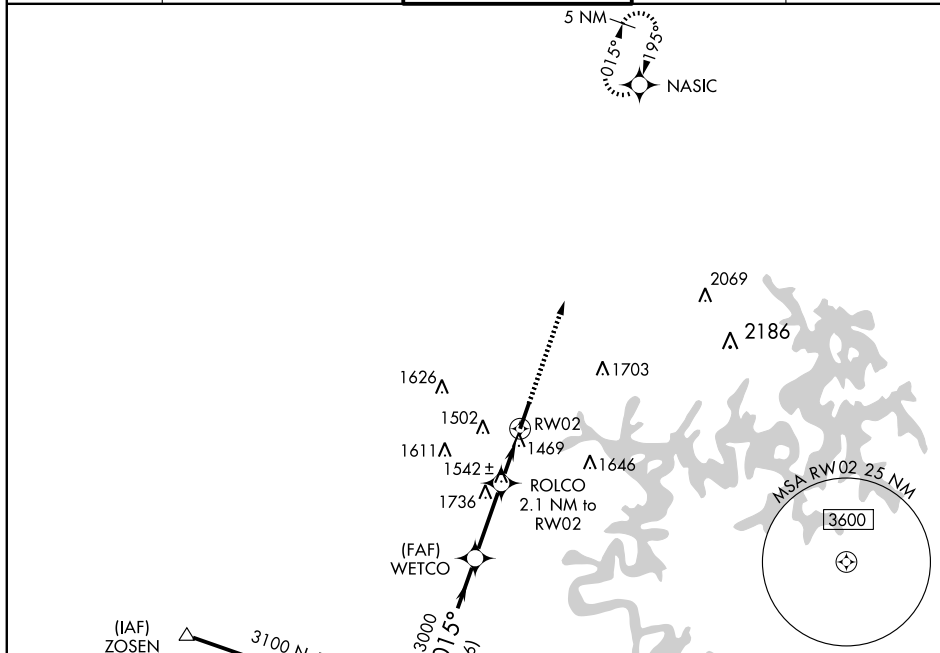 5 NM
015°
195°
NASIC
2069
2186
1703
1626
1502
RW02
1469
1611
1542 ±
1646
1736
ROLCO
2.1 NM to
RW02
MSA RW02 25 NM
3600
(FAF)
WETCO
(IAF)
ZOSEN
3100
3000
015°